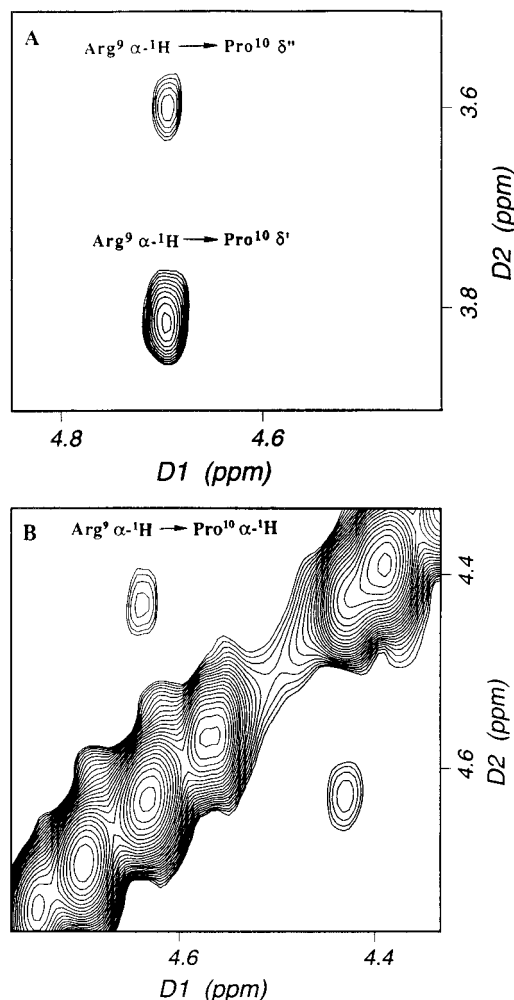 A
Arg⁹ α-¹H → Pro¹⁰ δ"
3.6
Arg⁹ α-¹H → Pro¹⁰ δ'
3.8
D2 (ppm)
4.8 4.6
D1 (ppm)
B Arg⁹ α-¹H → Pro¹⁰ α-¹H
4.4
4.6
D2 (ppm)
4.6 4.4
D1 (ppm)